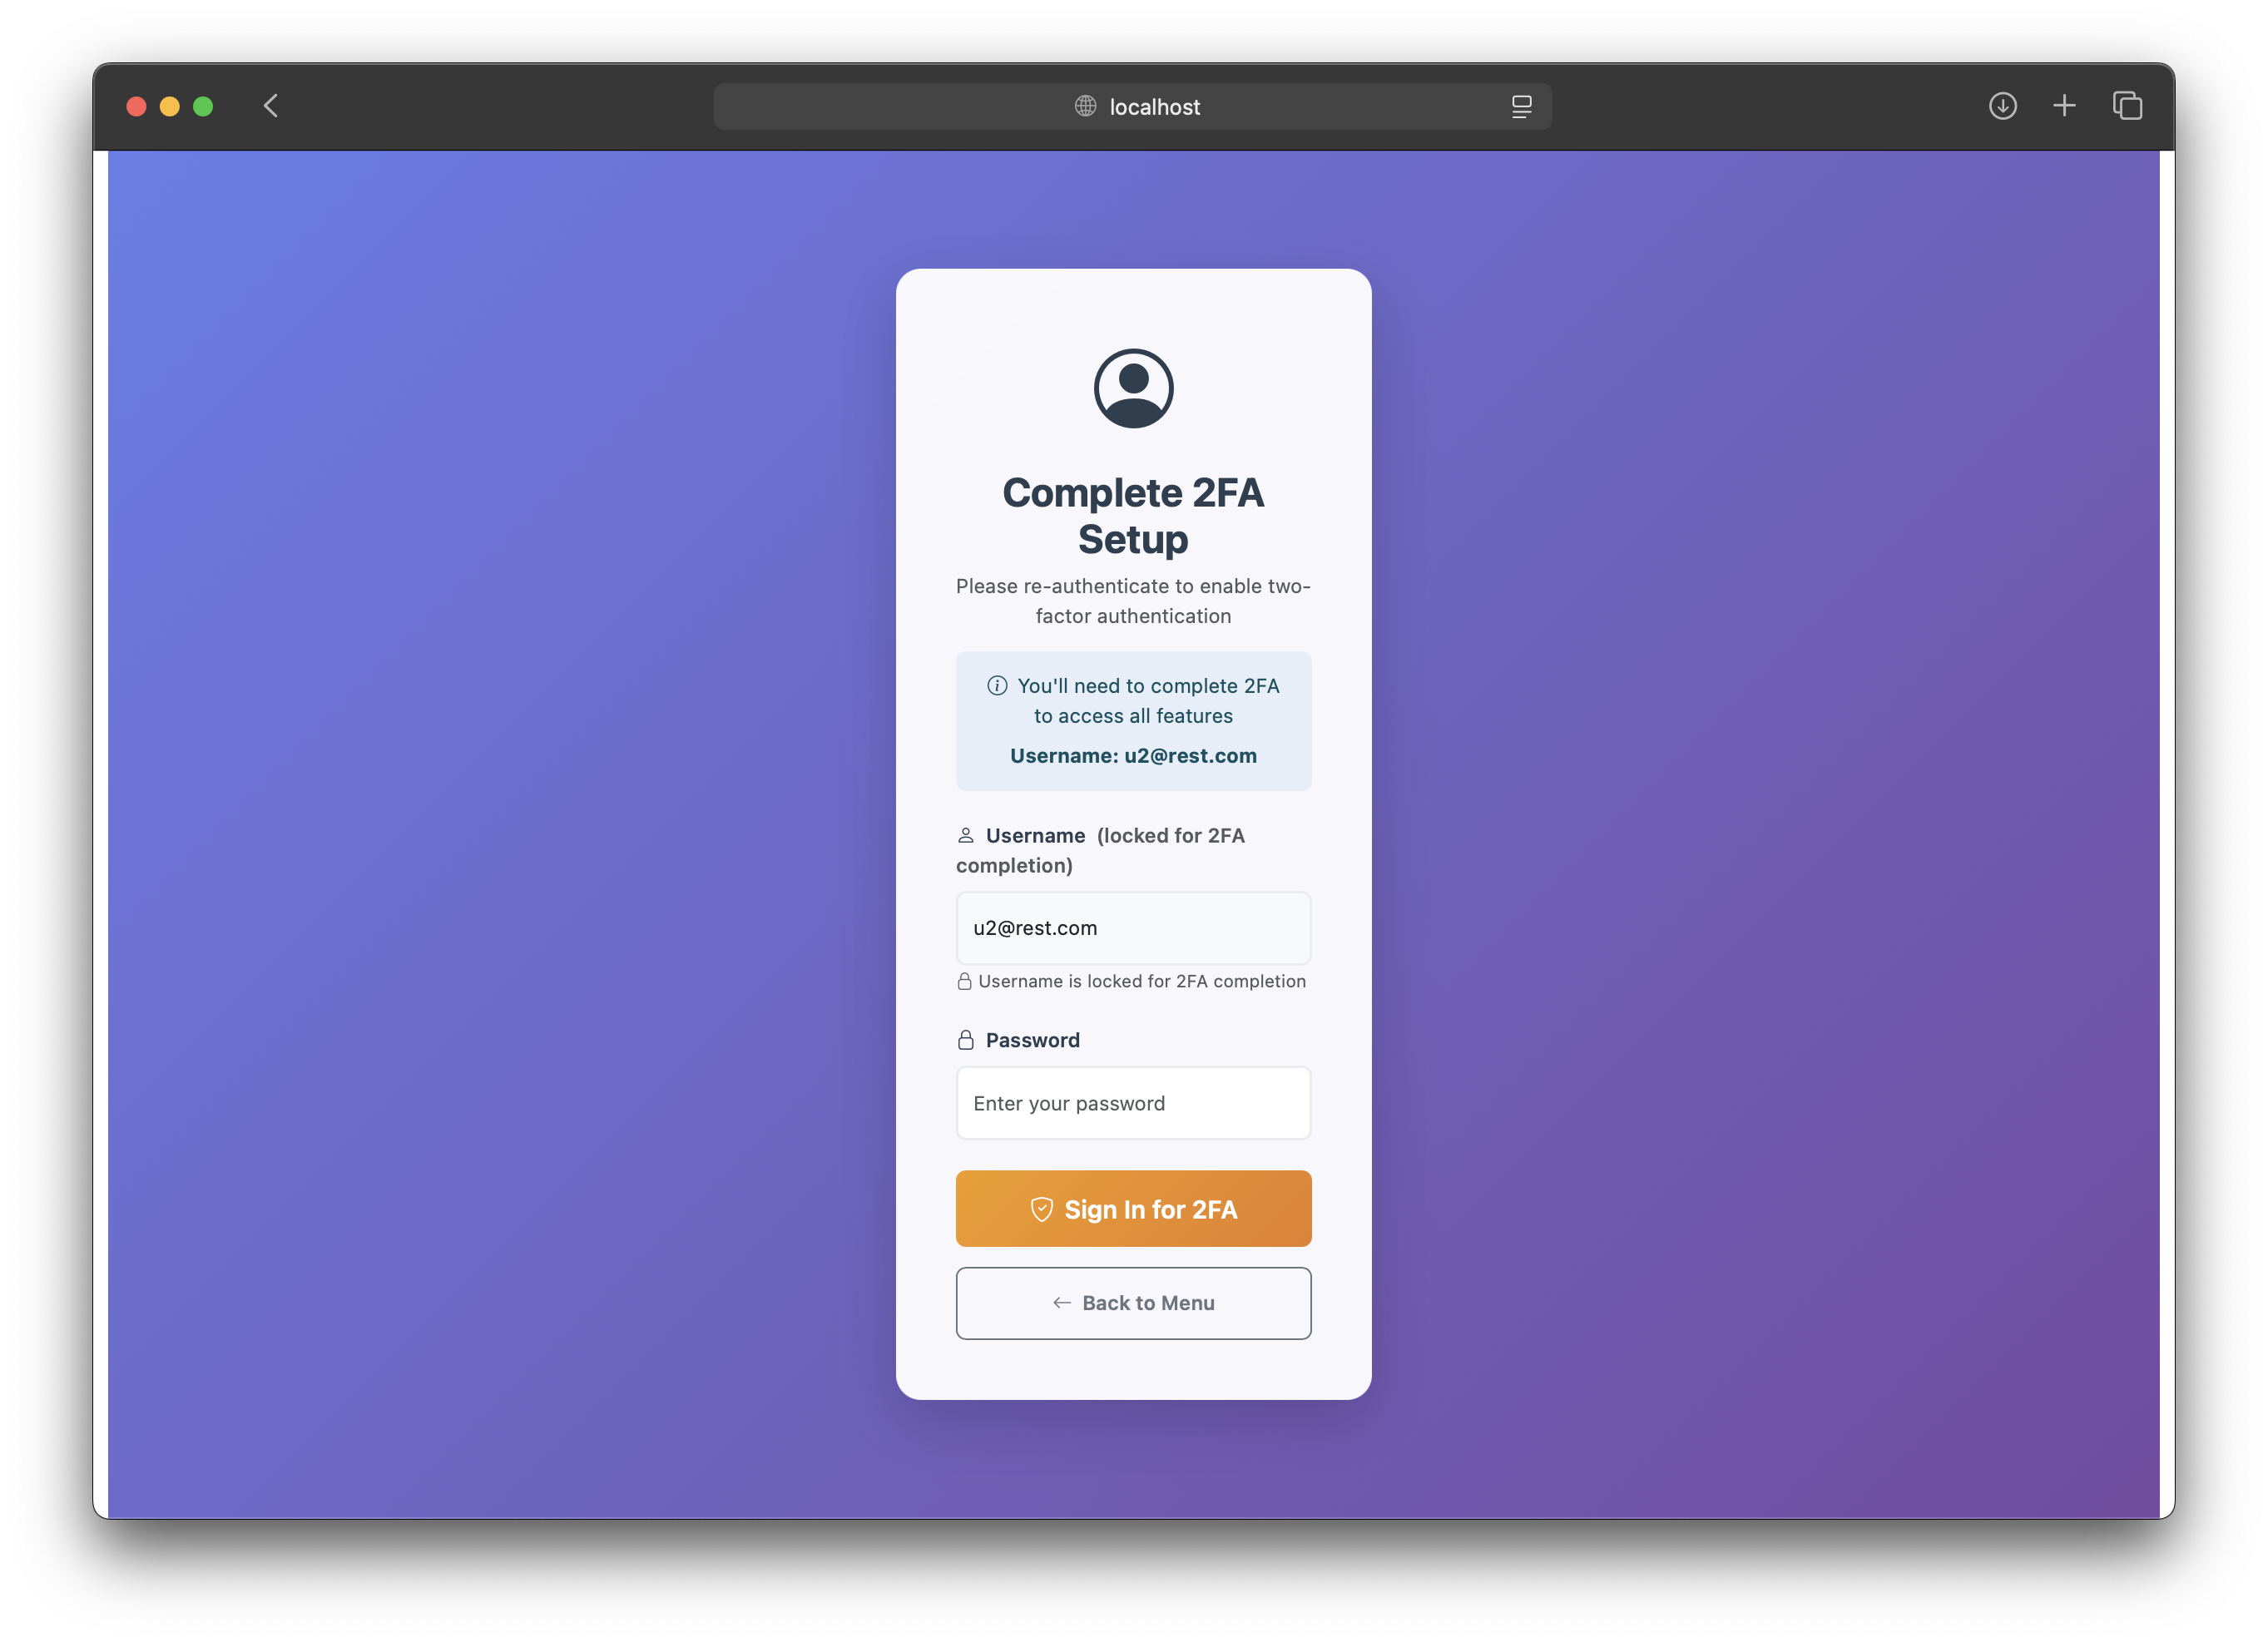 localhost
Complete 2FA
Setup
Please re-authenticate to enable two-
factor authentication
You'll need to complete 2FA
to access all features
Username: u2@rest.com
Username (locked for 2FA
completion)
u2@rest.com
Username is locked for 2FA completion
Password
Enter your password
Sign In for 2FA
Back to Menu